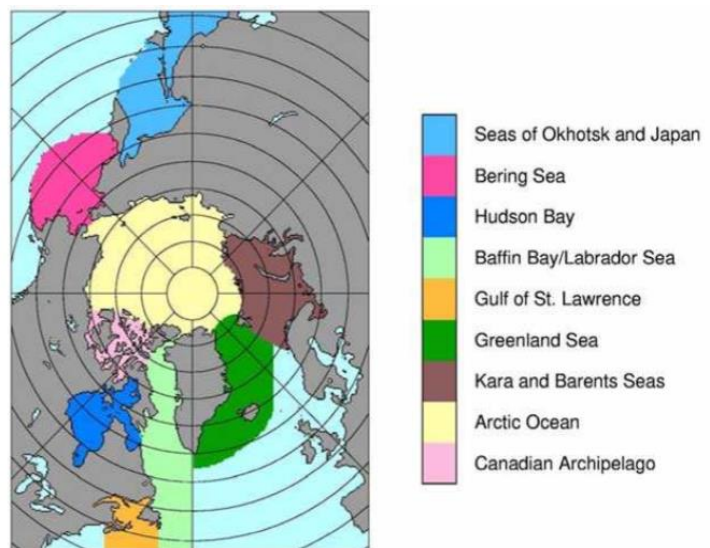 Seas of Okhotsk and Japan
Bering Sea
Hudson Bay
Baffin Bay/Labrador Sea
Gulf of St. Lawrence
Greenland Sea
Kara and Barents Seas
Arctic Ocean
Canadian Archipelago